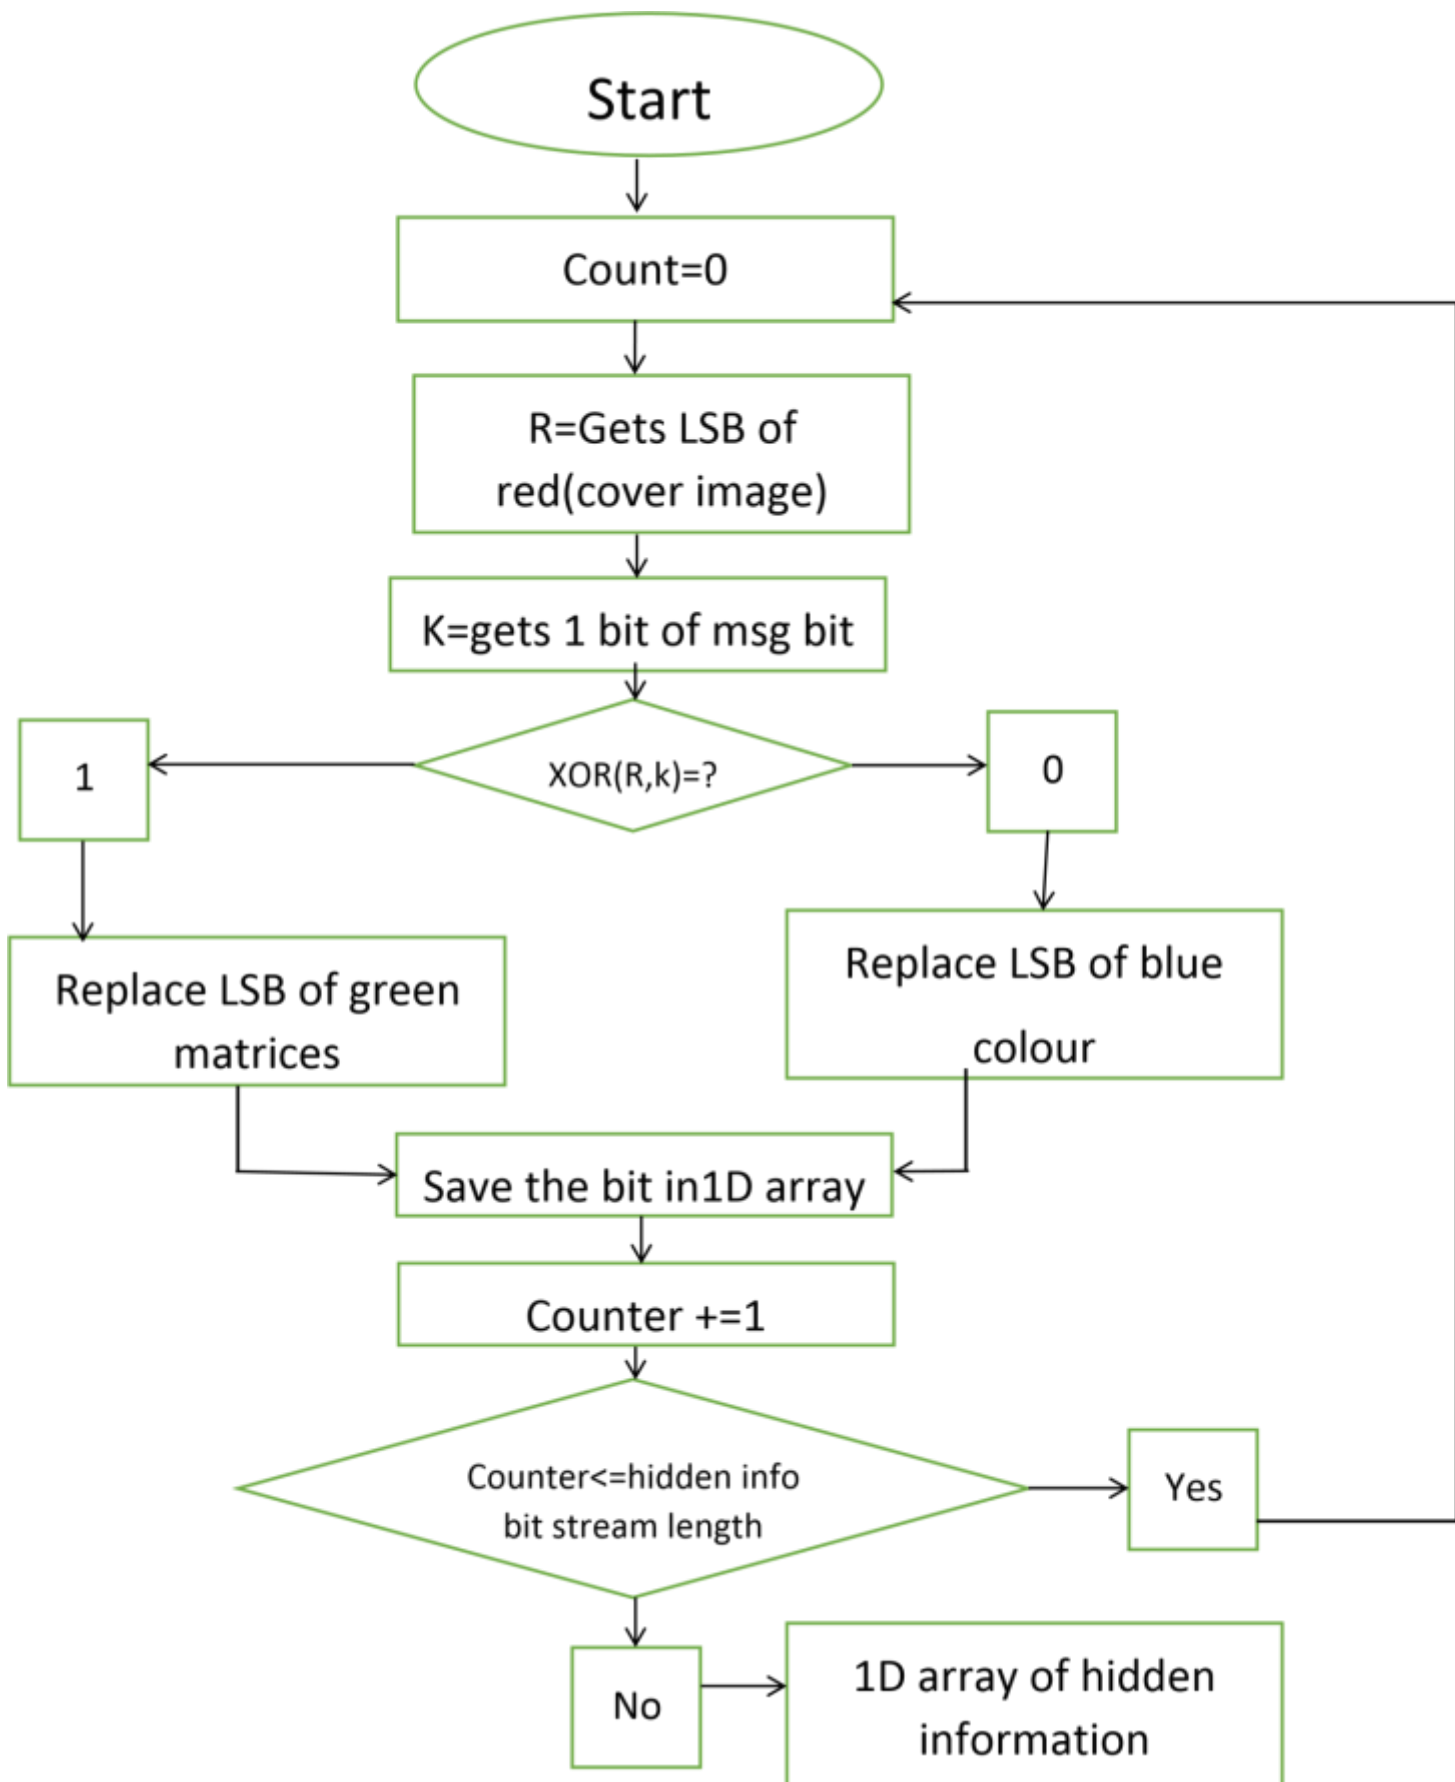 Start
Count=0
R=Gets LSB of
red(cover image)
K=gets 1 bit of msg bit
XOR(R,k)=?
1
0
Replace LSB of green
matrices
Replace LSB of blue
colour
Save the bit in1D array
Counter +=1
Counter<=hidden info
bit stream length
Yes
No
1D array of hidden
information